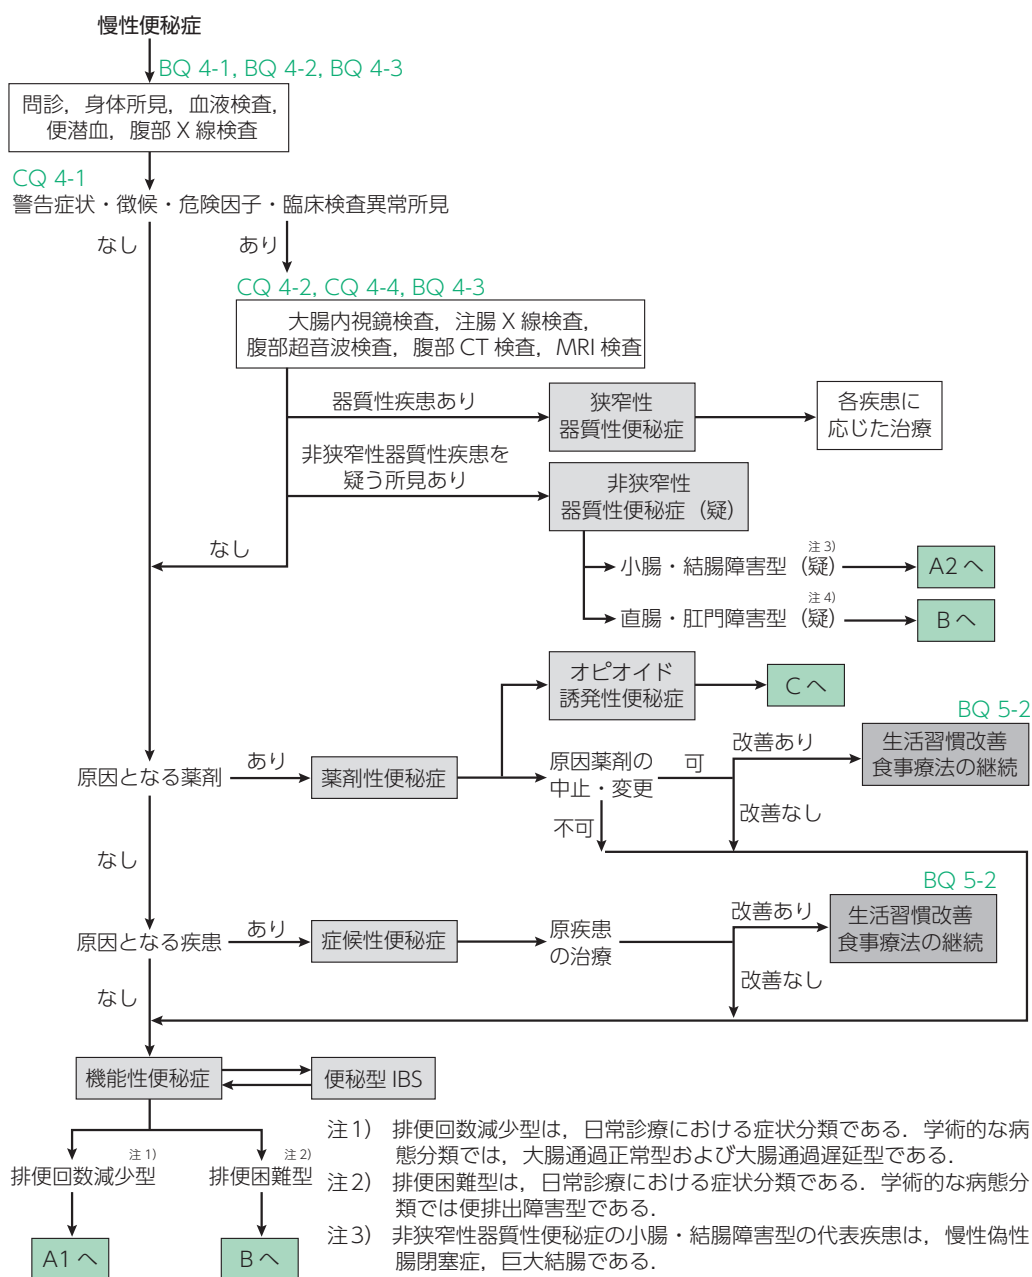 慢性便秘症
BQ 4-1, BQ 4-2, BQ 4-3
問診，身体所見，血液検査，
便潜血，腹部 X 線検査
CQ 4-1
警告症状・徴候・危険因子・臨床検査異常所見
なし
あり
CQ 4-2, CQ 4-4, BQ 4-3
大腸内視鏡検査，注腸 X 線検査，
腹部超音波検査，腹部 CT 検査，MRI 検査
器質性疾患あり
狭窄性
器質性便秘症
各疾患に
応じた治療
非狭窄性器質性疾患を
疑う所見あり
非狭窄性
器質性便秘症（疑）
なし
小腸・結腸障害型（疑）
注 3)
A2 へ
直腸・肛門障害型（疑）
注 4)
B へ
オピオイド
誘発性便秘症
C へ
BQ 5-2
原因となる薬剤
あり
薬剤性便秘症
原因薬剤の
中止・変更
可
改善あり
生活習慣改善
食事療法の継続
改善なし
不可
なし
BQ 5-2
原因となる疾患
あり
症候性便秘症
原疾患
の治療
改善あり
生活習慣改善
食事療法の継続
改善なし
なし
機能性便秘症
便秘型 IBS
排便回数減少型
注 1)
排便困難型
注 2)
A1 へ
B へ
注1） 排便回数減少型は，日常診療における症状分類である．学術的な病
態分類では，大腸通過正常型および大腸通過遅延型である．
注2） 排便困難型は，日常診療における症状分類である．学術的な病態分
類では便排出障害型である．
注3） 非狭窄性器質性便秘症の小腸・結腸障害型の代表疾患は，慢性偽性
腸閉塞症，巨大結腸である．